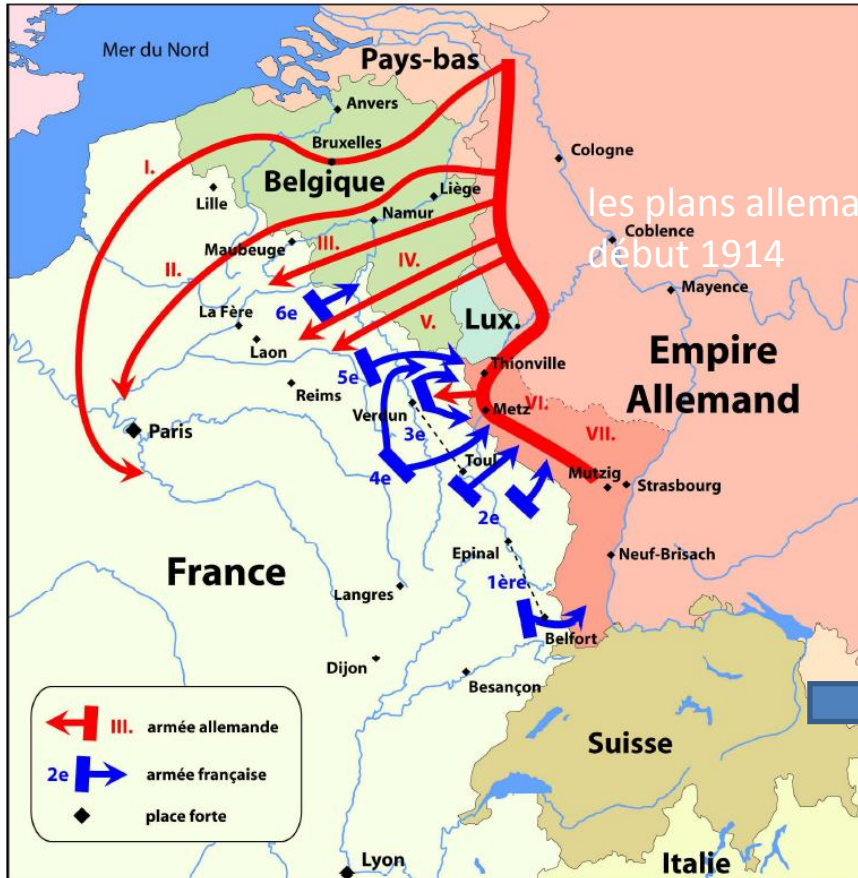 Mer du Nord
Pays-bas
Anvers
Bruxelles
Cologne
I.
Belgique
Lille
Liège
Namur
les plans allema
Coblence
début 1914
Maubeuge
III.
II.
IV.
Mayence
6e
La Fère
V.
Lux.
Laon
Empire
Allemand
Thionville
5e
Reims
Verdun
Metz
VI.
Paris
3e
VII.
Toul
4e
Mutzig
Strasbourg
2e
Epinal
Neuf-Brisach
France
1ère
Langres
Belfort
Dijon
Besançon
III. armée allemande
2e armée française
place forte
Suisse
Lyon
Italie